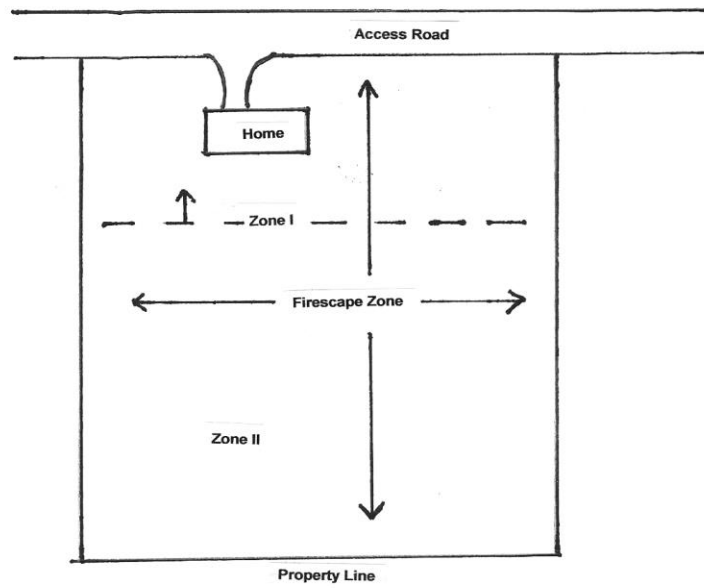 Access Road
Home
Zone I
Firescape Zone
Zone II
Property Line